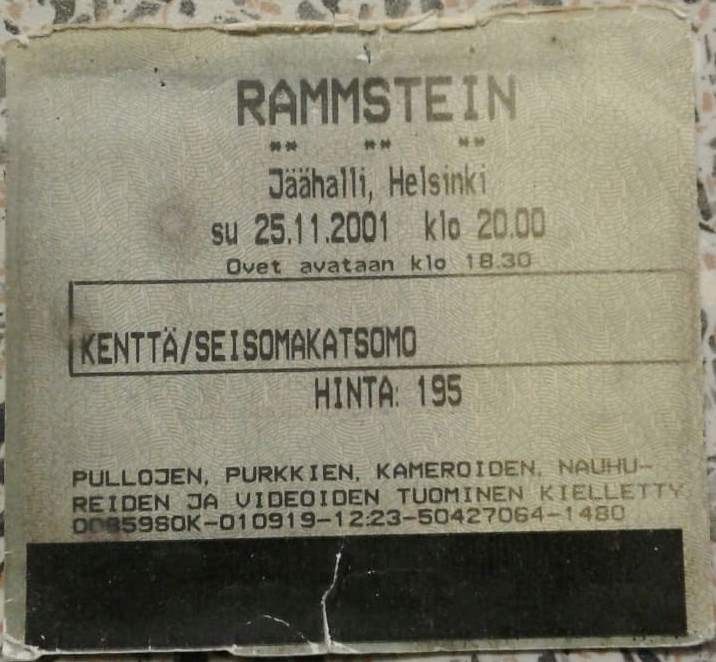 RAMMSTEIN
** ** **
Jäähalli, Helsinki
su 25.11.2001 klo 20.00
Ovet avataan klo 18.30
KENTTÄ/SEISOMAKATSOMO
HINTA: 195
PULLOJEN, PURKKIEN, KAMEROIDEN, NAUHU-
REIDEN JA VIDEOIDEN TUOMINEN KIELLETTY
008598OK-010919-12:23-50427064-1480